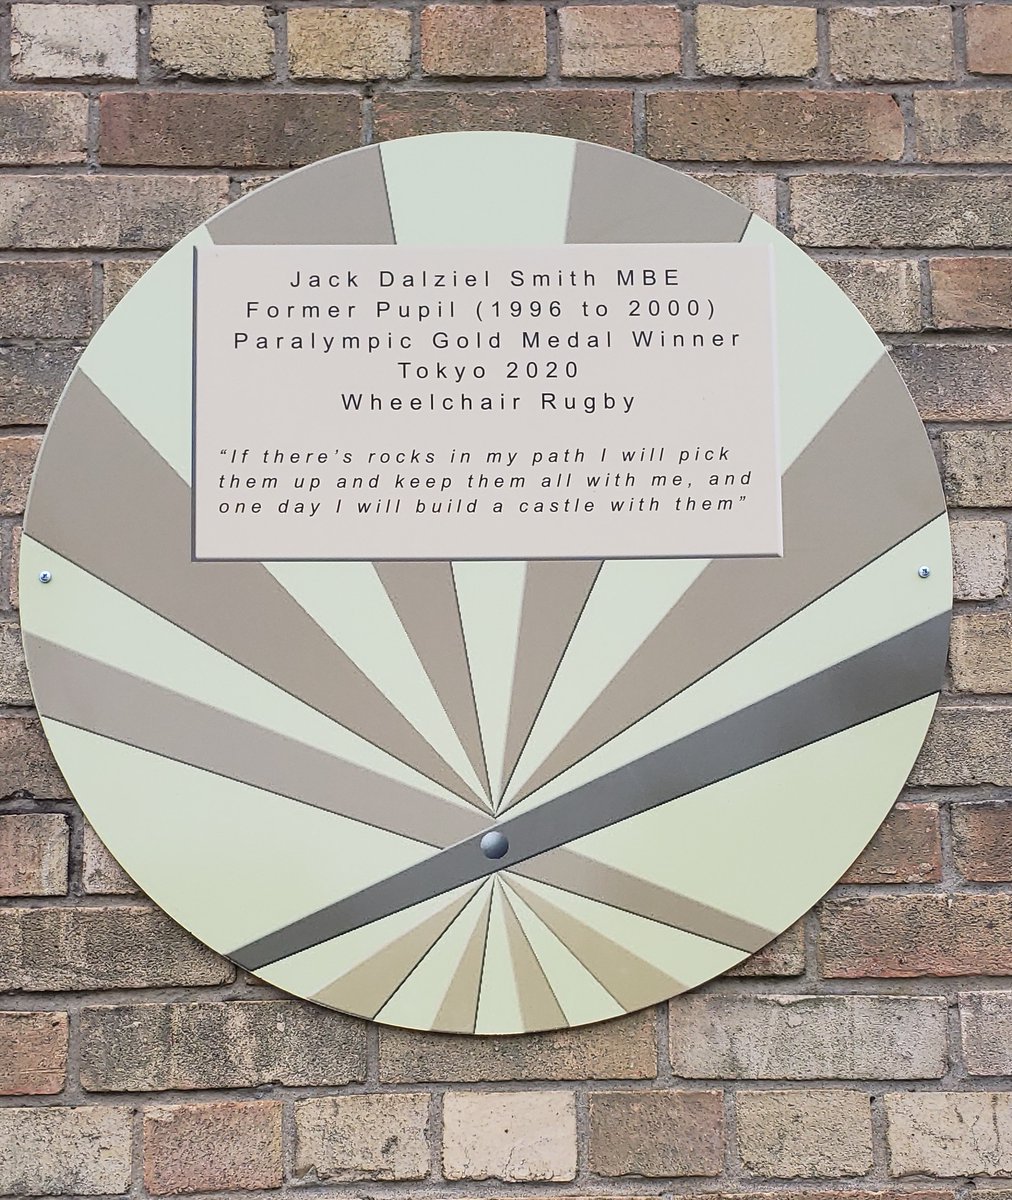 Jack Dalziel Smith MBE
Former Pupil (1996 to 2000)
Paralympic Gold Medal Winner
Tokyo 2020
Wheelchair Rugby
“If there’s rocks in my path I will pick
them up and keep them all with me, and
one day I will build a castle with them”